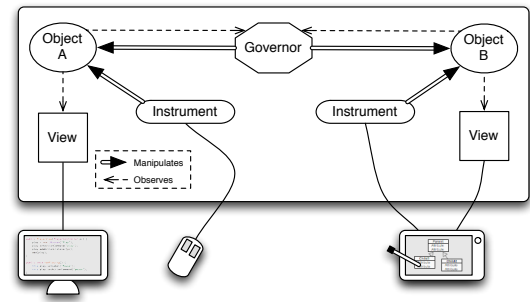 Object
A
Governor
Object
B
Instrument
Instrument
View
View
Manipulates
Observes